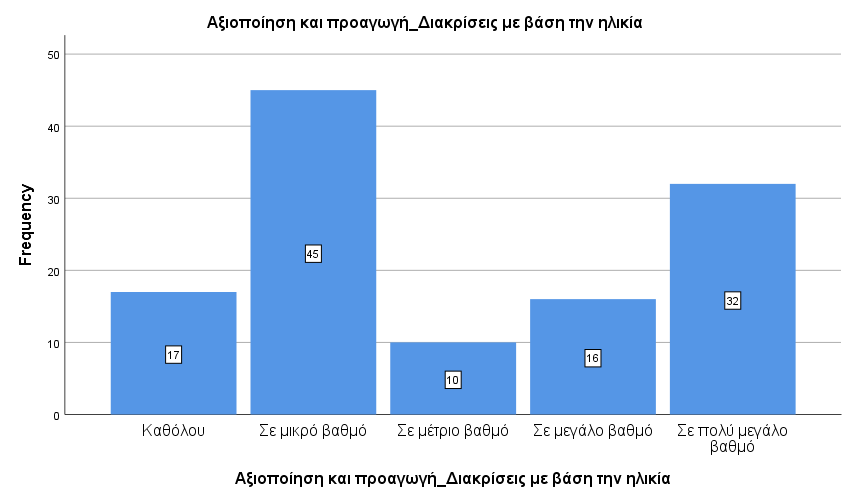 Αξιοποίηση και προαγωγή_Διακρίσεις με βάση την ηλικία
50
40
30
20
10
0
Frequency
17
45
10
16
32
Καθόλου
Σε μικρό βαθμό
Σε μέτριο βαθμό
Σε μεγάλο βαθμό
Σε πολύ μεγάλο
βαθμό
Αξιοποίηση και προαγωγή_Διακρίσεις με βάση την ηλικία